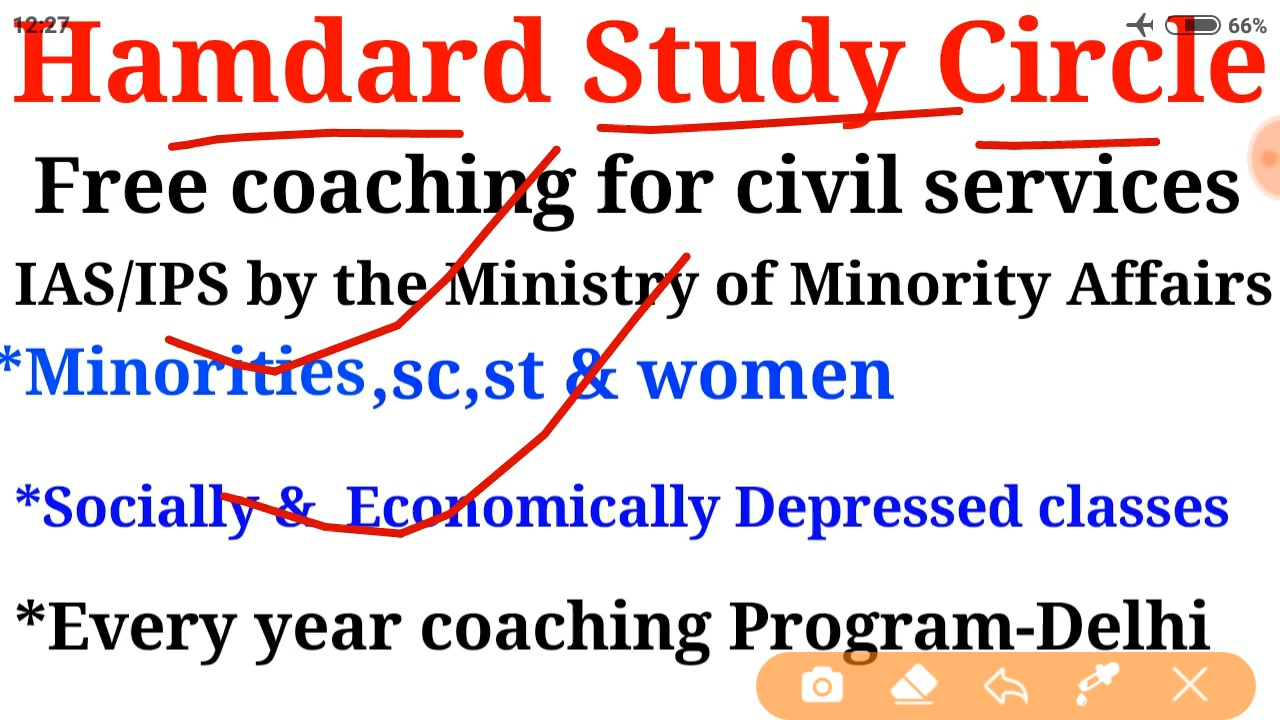 12:27
66%
Hamdard Study Circle
Free coaching for civil services
IAS/IPS by the Ministry of Minority Affairs
*Minorities,sc,st & women
*Socially & Economically Depressed classes
*Every year coaching Program-Delhi